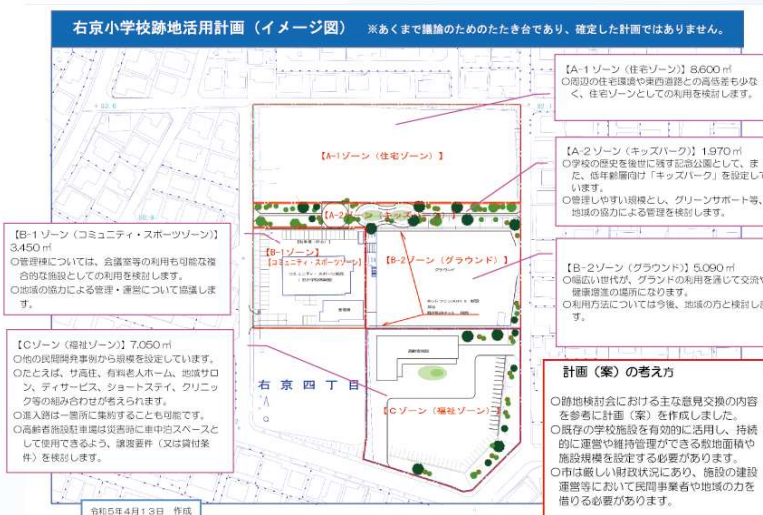 右京小学校跡地活用計画（イメージ図） ※あくまで議論のためのたたき台であり、確定した計画ではありません。
【A-1ゾーン（住宅ゾーン）】8,600㎡
○周辺の住宅環境や東西道路との高低差も少な
く、住宅ゾーンとしての利用を検討します。
【A-1ゾーン（住宅ゾーン）】
【A-2ゾーン（キッズパーク）】1,970㎡
○学校の歴史を後世に残す記念公園として、ま
た、低年齢層向け「キッズパーク」を設定して
います。
○管理しやすい規模とし、グリーンサポート等、
地域の協力による管理を検討します。
【A-2ゾーン（キッズパーク）】
【B-1ゾーン（コミュニティ・スポーツゾーン）】
3,450㎡
○管理棟については、会議室等の利用も可能な複
合的な施設としての利用を検討します。
○地域の協力による管理・運営について協議しま
す。
【B-1ゾーン】
【コミュニティ・スポーツゾーン】
【B-2ゾーン（グラウンド）】
グラウンド
【B-2ゾーン（グラウンド）】5,090㎡
○幅広い世代が、グランドの利用を通じて交流や
健康増進の場所になります。
○利用方法については今後、地域の方と検討しま
す。
【Cゾーン（福祉ゾーン）】7,050㎡
○他の民間開発事例から規模を設定しています。
○たとえば、サ高住、有料老人ホーム、地域サロ
ン、デイサービス、ショートステイ、クリニッ
ク等の組み合わせが考えられます。
○進入路は一箇所に集約することも可能です。
○高齢者施設駐車場は災害時に車中泊スペースと
して使用できるよう、譲渡要件（又は貸付条
件）を検討します。
右京四丁目
【Cゾーン（福祉ゾーン）】
計画（案）の考え方
○跡地検討会における主な意見交換の内容
を参考に計画（案）を作成しました。
○既存の学校施設を有効的に活用し、持続
的に運営や維持管理ができる敷地面積や
施設規模を設定する必要があります。
○市は厳しい財政状況にあり、施設の建設
運営等において民間事業者や地域の力を
借りる必要があります。
令和5年4月13日 作成